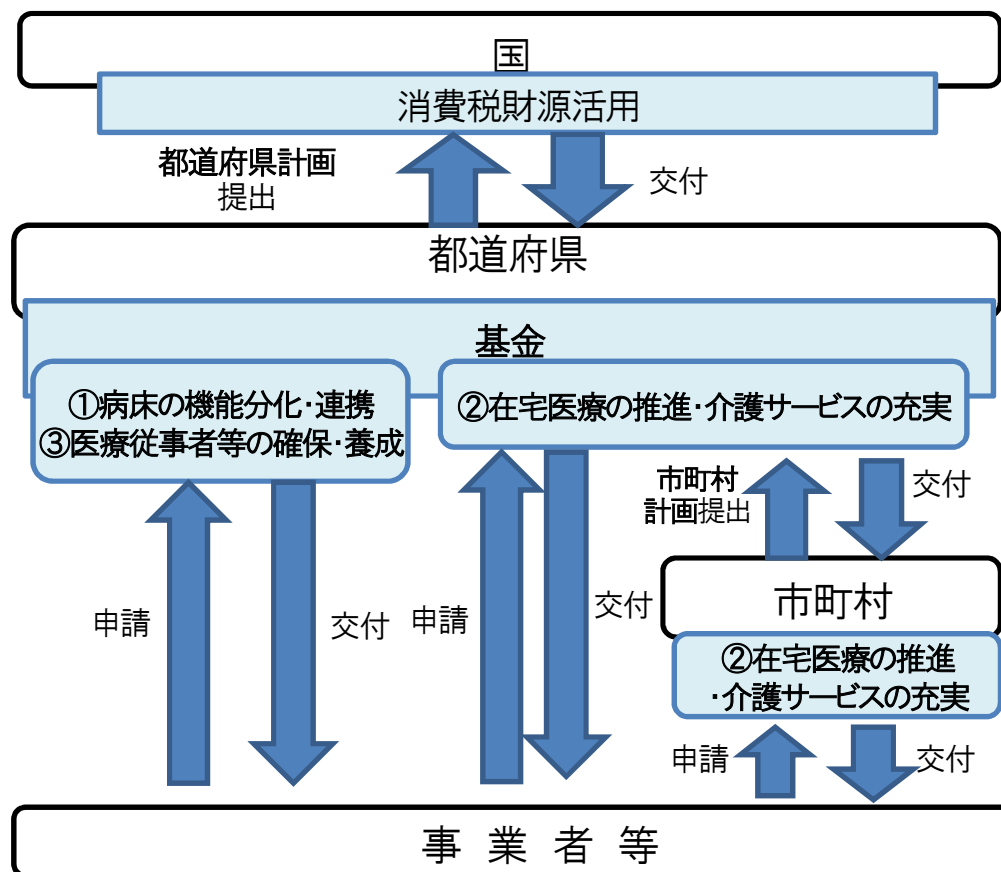 国
消費税財源活用
都道府県計画
提出
交付
都道府県
基金
①病床の機能分化・連携
③医療従事者等の確保・養成
②在宅医療の推進・介護サービスの充実
市町村
計画提出
交付
市町村
②在宅医療の推進
・介護サービスの充実
申請
交付
申請
交付
申請
交付
事業者等